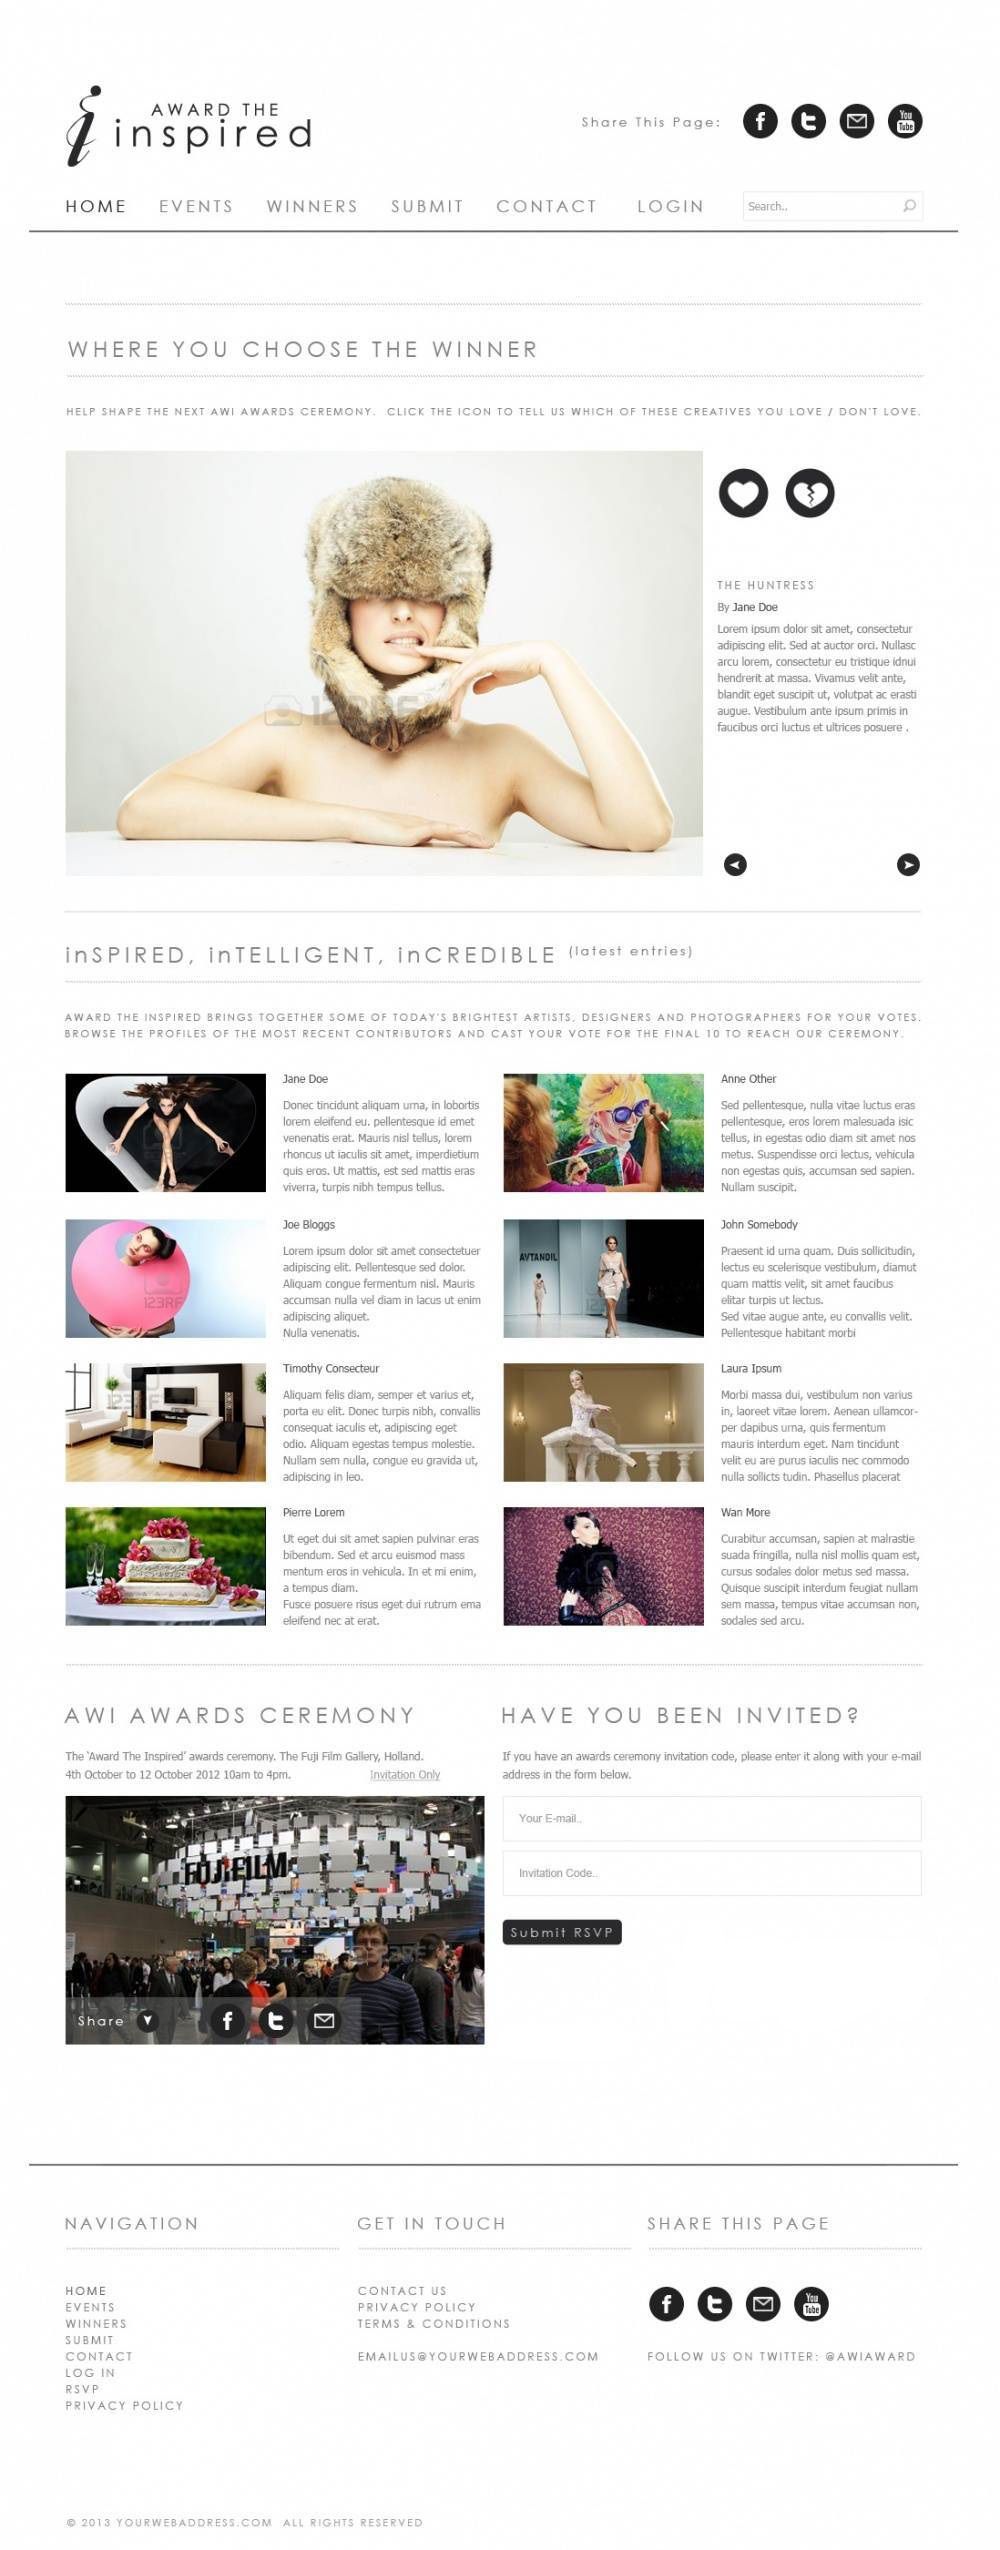 AWARD THE
inspired
Share This Page:
You Tube
HOME EVENTS WINNERS SUBMIT CONTACT LOGIN
Search..
WHERE YOU CHOOSE THE WINNER
HELP SHAPE THE NEXT AWI AWARDS CEREMONY. CLICK THE ICON TO TELL US WHICH OF THESE CREATIVES YOU LOVE / DON'T LOVE.
123RF
THE HUNTRESS
By Jane Doe
Lorem ipsum dolor sit amet, consectetur
adipiscing elit. Sed at auctor orci. Nullasc
arcu lorem, consectetur eu tristique idnui
hendrerit at massa. Vivamus velit ante,
blandit eget suscipit ut, volutpat ac erasti
augue. Vestibulum ante ipsum primis in
faucibus orci luctus et ultrices posuere .
inSPIRED, inTELLIGENT, inCREDIBLE (latest entries)
AWARD THE INSPIRED BRINGS TOGETHER SOME OF TODAY'S BRIGHTEST ARTISTS, DESIGNERS AND PHOTOGRAPHERS FOR YOUR VOTES.
BROWSE THE PROFILES OF THE MOST RECENT CONTRIBUTORS AND CAST YOUR VOTE FOR THE FINAL 10 TO REACH OUR CEREMONY.
Jane Doe
Donec tincidunt aliquam urna, in lobortis
lorem eleifend eu. pellentesque id emet
venenatis erat. Mauris nisl tellus, lorem
rhoncus ut iaculis sit amet, imperdietium
quis eros. Ut mattis, est sed mattis eras
viverra, turpis nibh tempus tellus.
Anne Other
Sed pellentesque, nulla vitae luctus eras
pellentesque, eros lorem malesuada isic
tellus, in egestas odio diam sit amet nos
metus. Suspendisse orci lectus, vehicula
non egestas quis, accumsan sed sapien.
Nullam suscipit.
123RF
Joe Bloggs
Lorem ipsum dolor sit amet consectetuer
adipiscing elit. Pellentesque sed dolor.
Aliquam congue fermentum nisl. Mauris
accumsan nulla vel diam in lacus ut enim
adipiscing aliquet.
Nulla venenatis.
AVTANDIL
John Somebody
Praesent id urna quam. Duis sollicitudin,
lectus eu scelerisque vestibulum, diamut
quam mattis velit, sit amet faucibus
elitar turpis ut lectus.
Sed vitae augue ante, eu convallis velit.
Pellentesque habitant morbi
123RF
Timothy Consecteur
Aliquam felis diam, semper et varius et,
porta eu elit. Donec turpis nibh, convallis
consequat iaculis et, adipiscing eget
odio. Aliquam egestas tempus molestie.
Nullam sem nulla, congue eu gravida ut,
adipiscing in leo.
Laura Ipsum
Morbi massa dui, vestibulum non varius
in, laoreet vitae lorem. Aenean ullamcor-
per dapibus urna, quis fermentum
mauris interdum eget. Nam tincidunt
velit eu are purus iaculis nec commodo
nulla sollicts tudin. Phasellus placerat
Pierre Lorem
Ut eget dui sit amet sapien pulvinar eras
bibendum. Sed et arcu euismod mass
mentum eros in vehicula. In et mi enim,
a tempus diam.
Fusce posuere risus eget dui rutrum ema
eleifend nec at erat.
Wan More
Curabitur accumsan, sapien at malrastie
suada fringilla, nulla nisl mollis quam est,
cursus sodales dolor metus sed massa.
Quisque suscipit interdum feugiat nullam
sem massa, tempus vitae accumsan non,
sodales sed arcu.
AWI AWARDS CEREMONY
The 'Award The Inspired' awards ceremony. The Fuji Film Gallery, Holland.
4th October to 12 October 2012 10am to 4pm. Invitation Only
FUJIFILM
Share
HAVE YOU BEEN INVITED?
If you have an awards ceremony invitation code, please enter it along with your e-mail
address in the form below.
Your E-mail..
Invitation Code..
Submit RSVP
NAVIGATION
HOME
EVENTS
WINNERS
SUBMIT
CONTACT
LOG IN
RSVP
PRIVACY POLICY
GET IN TOUCH
CONTACT US
PRIVACY POLICY
TERMS & CONDITIONS
EMAILUS@YOURWEBADDRESS.COM
SHARE THIS PAGE
You Tube
FOLLOW US ON TWITTER: @AWIAWARD
© 2013 YOURWEBADDRESS.COM ALL RIGHTS RESERVED